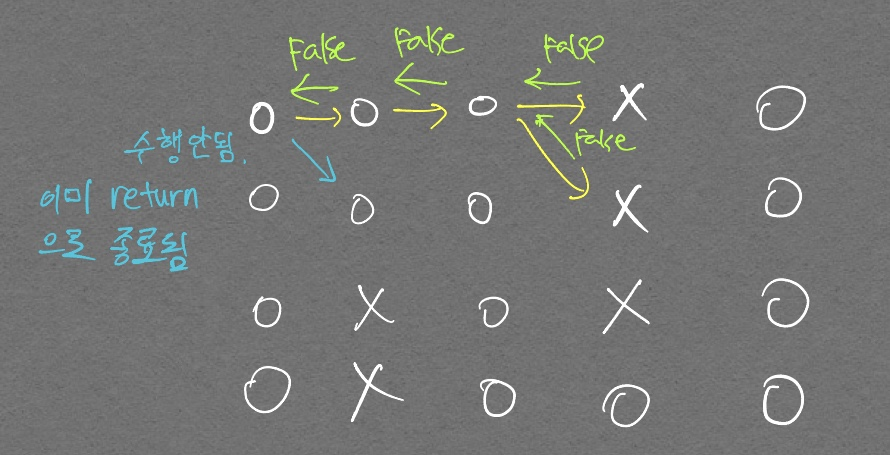 False False False
O O O X O
False
수행안됨.
이미 return
으로 종료됨
O O O X O
O X O X O
O X O O O